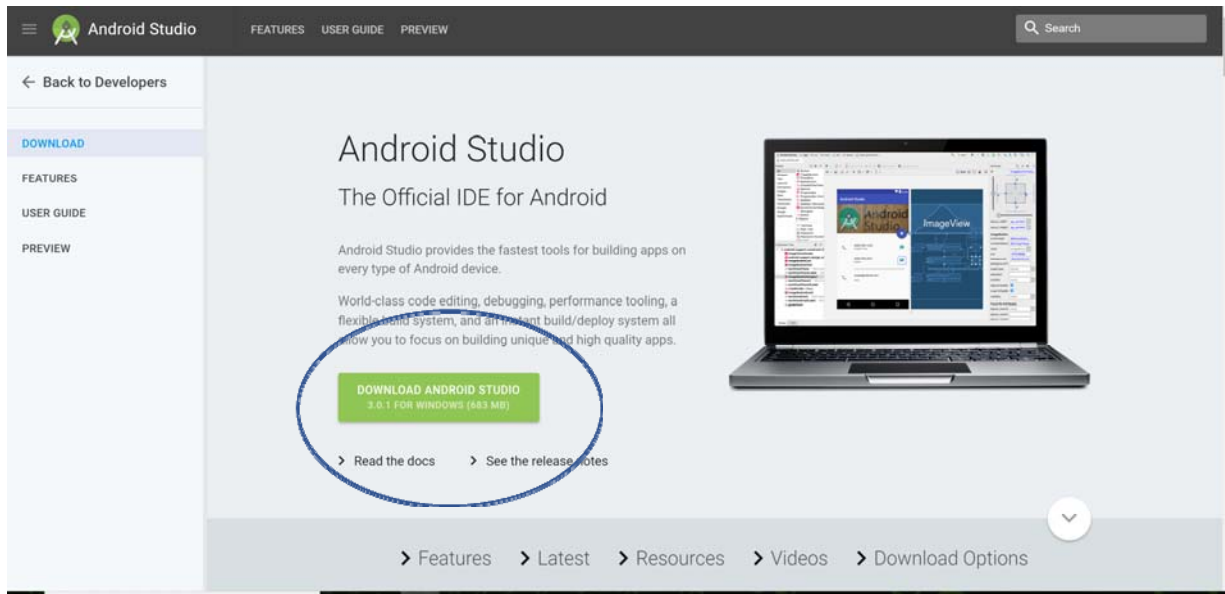 Android Studio
FEATURES USER GUIDE PREVIEW
Search
Back to Developers
DOWNLOAD
FEATURES
USER GUIDE
PREVIEW
Android Studio
The Official IDE for Android
Android Studio provides the fastest tools for building apps on
every type of Android device.
World-class code editing, debugging, performance tooling, a
flexible build system, and an instant build/deploy system all
allow you to focus on building unique and high quality apps.
DOWNLOAD ANDROID STUDIO
3.0.1 FOR WINDOWS (683 MB)
Read the docs
See the release notes
Android
Studio
ImageView
Features Latest Resources Videos Download Options